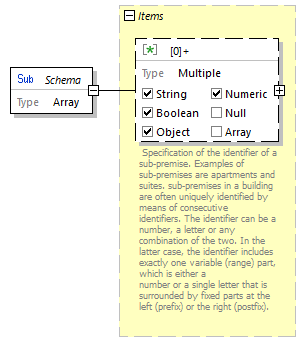 Items
[*] [0]+
Type Multiple
String Numeric
Boolean Null
Object Array
Sub Schema
Type Array
Specification of the identifier of a
sub-premise. Examples of
sub-premises are apartments and
suites. sub-premises in a building
are often uniquely identified by
means of consecutive
identifiers. The identifier can be a
number, a letter or any
combination of the two. In the
latter case, the identifier includes
exactly one variable (range) part,
which is either a
number or a single letter that is
surrounded by fixed parts at the
left (prefix) or the right (postfix).